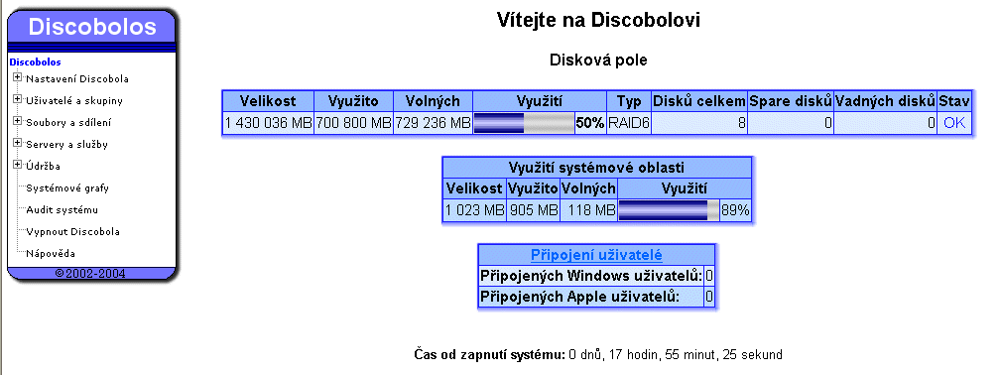 Discobolos
Discobolos
Nastavení Discobola
Uživatelé a skupiny
Soubory a sdílení
Servery a služby
Údržba
Systémové grafy
Audit systému
Vypnout Discobola
Nápověda
©2002-2004
Vítejte na Discobolovi
Disková pole
Velikost Využito Volných Využití Typ Disků celkem Spare disků Vadných disků Stav
1 430 036 MB 700 800 MB 729 236 MB 50% RAID6 8 0 0 OK
Využití systémové oblasti
Velikost Využito Volných Využití
1 023 MB 905 MB 118 MB 89%
Připojení uživatelé
Připojených Windows uživatelů: 0
Připojených Apple uživatelů: 0
Čas od zapnutí systému: 0 dnů, 17 hodin, 55 minut, 25 sekund